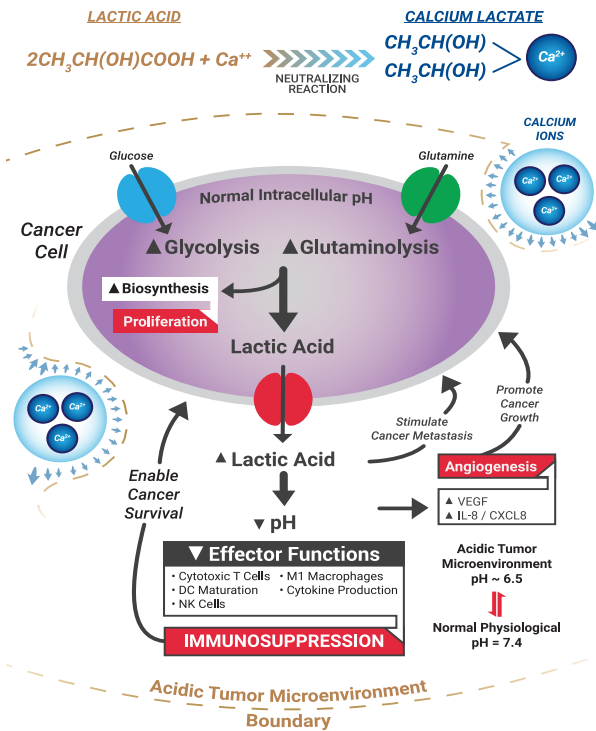 LACTIC ACID
CALCIUM LACTATE
2CH₃CH(OH)COOH + Ca⁺⁺
NEUTRALIZING
REACTION
CH₃CH(OH)
CH₃CH(OH)
Ca²⁺
CALCIUM
IONS
Ca²⁺
Ca²⁺
Ca²⁺
Glucose
Glutamine
Normal Intracellular pH
Cancer
Cell
▲Glycolysis
▲Glutaminolysis
▲Biosynthesis
Proliferation
Lactic Acid
Ca²⁺
Ca²⁺
Ca²⁺
Promote
Cancer
Growth
Stimulate
Cancer Metastasis
▲Lactic Acid
Angiogenesis
▲ VEGF
▲ IL-8 / CXCL8
Enable
Cancer
Survival
▼pH
▼ Effector Functions
• Cytotoxic T Cells
• M1 Macrophages
• DC Maturation
• Cytokine Production
• NK Cells
IMMUNOSUPPRESSION
Acidic Tumor
Microenvironment
pH ~ 6.5
Normal Physiological
pH = 7.4
Acidic Tumor Microenvironment
Boundary